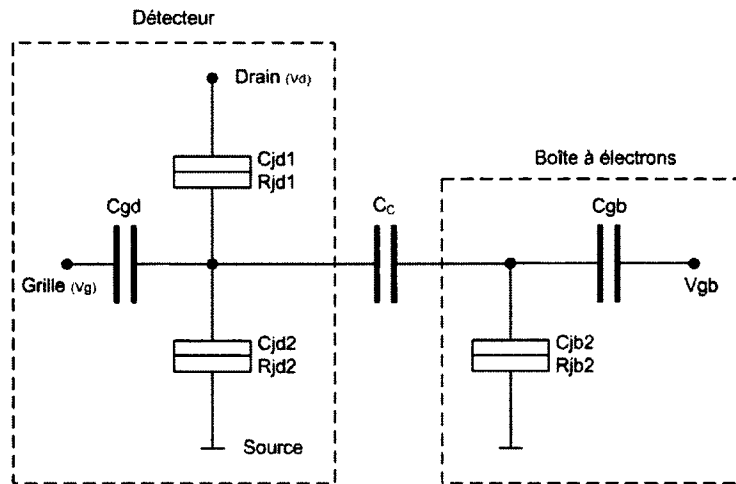 Détecteur
Drain (Vd)
Cjd1
Rjd1
Boîte à électrons
Cgd
Cc
Cgb
Grille (Vg)
Vgb
Cjd2
Rjd2
Cjb2
Rjb2
Source